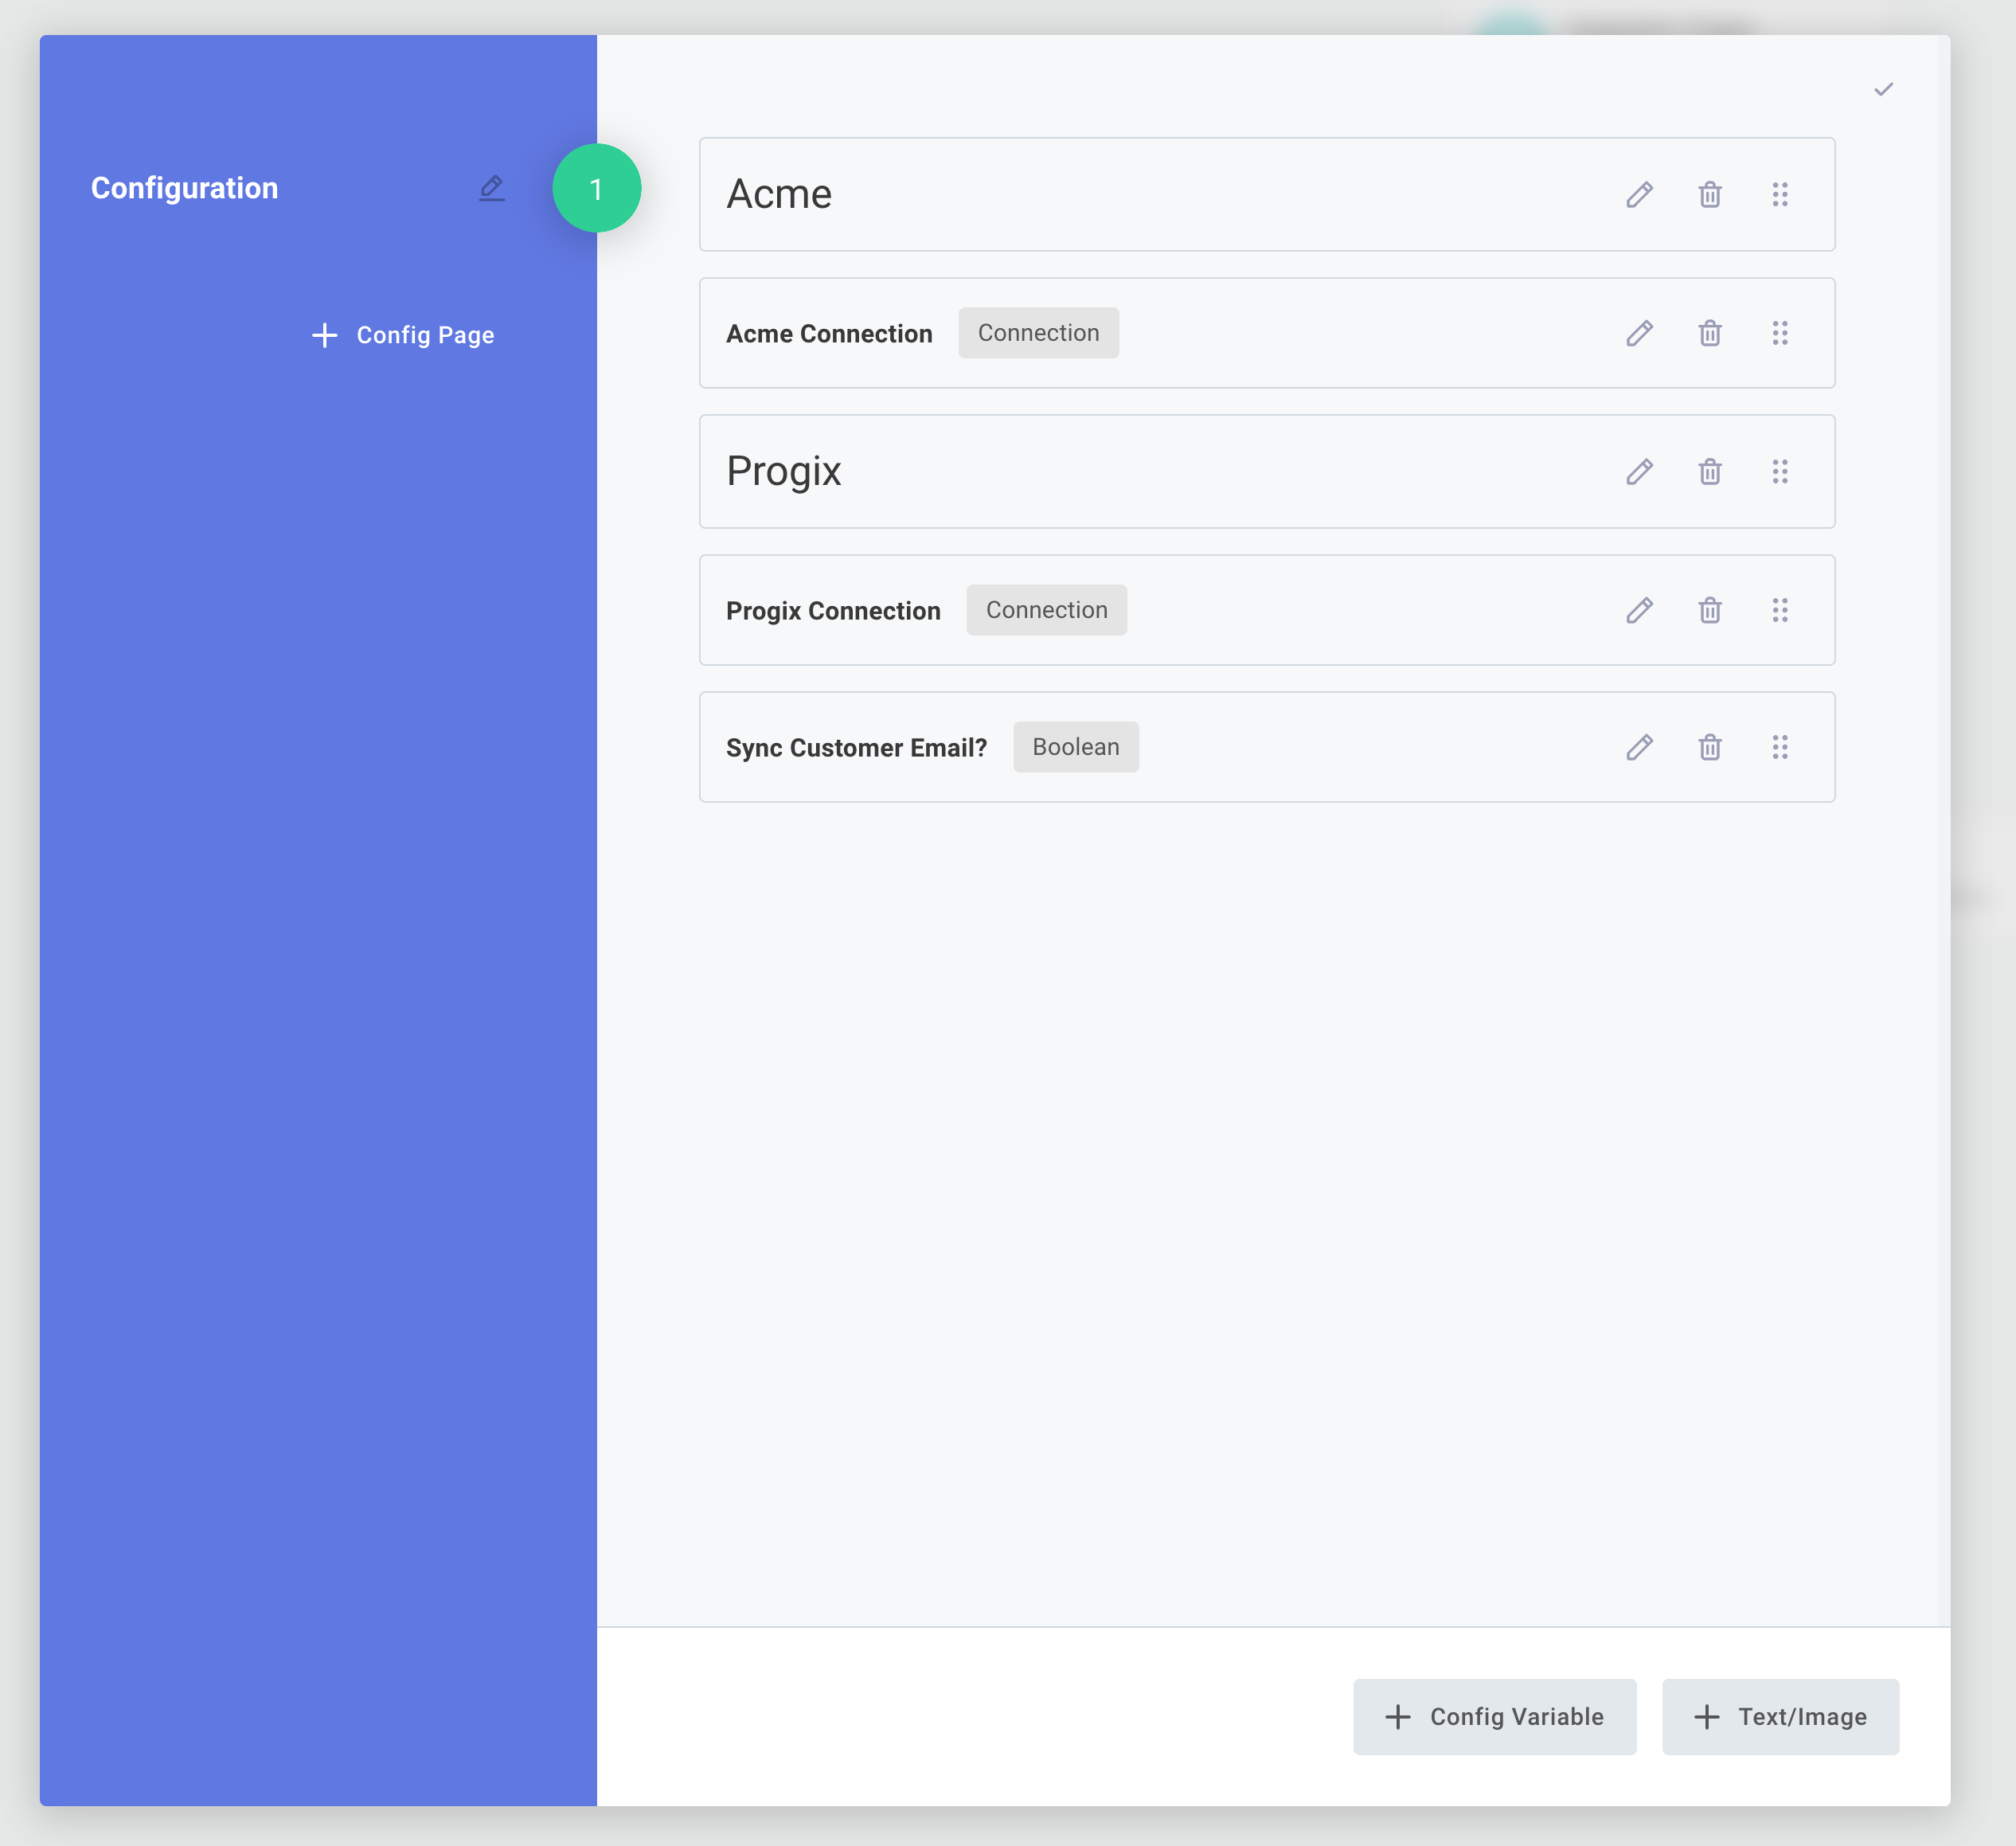 Configuration
1
Config Page
Acme
Acme Connection Connection
Progix
Progix Connection Connection
Sync Customer Email? Boolean
Config Variable Text/Image